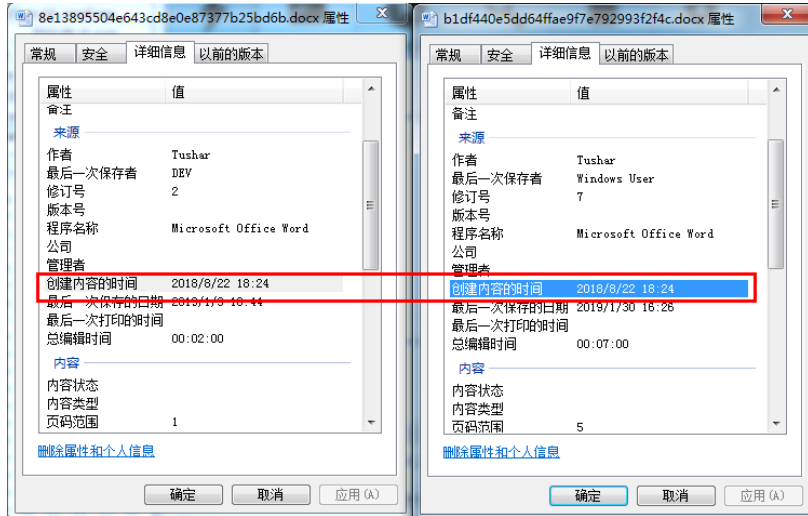 8e13895504e643cd8e0e87377b25bd6b.docx 属性
常规 安全 详细信息 以前的版本
属性 值
备注
来源
作者 Tushar
最后一次保存者 DEV
修订号 2
版本号
程序名称 Microsoft Office Word
公司
管理者
创建内容的时间 2018/8/22 18:24
最后一次保存的日期 2019/1/3 18:44
最后一次打印的时间
总编辑时间 00:02:00
内容
内容状态
内容类型
页码范围 1
删除属性和个人信息
确定 取消 应用(A)
b1df440e5dd64ffae9f7e792993f2f4c.docx 属性
常规 安全 详细信息 以前的版本
属性 值
备注
来源
作者 Tushar
最后一次保存者 Windows User
修订号 7
版本号
程序名称 Microsoft Office Word
公司
管理者
创建内容的时间 2018/8/22 18:24
最后一次保存的日期 2019/1/30 16:26
最后一次打印的时间
总编辑时间 00:07:00
内容
内容状态
内容类型
页码范围 5
删除属性和个人信息
确定 取消 应用(A)